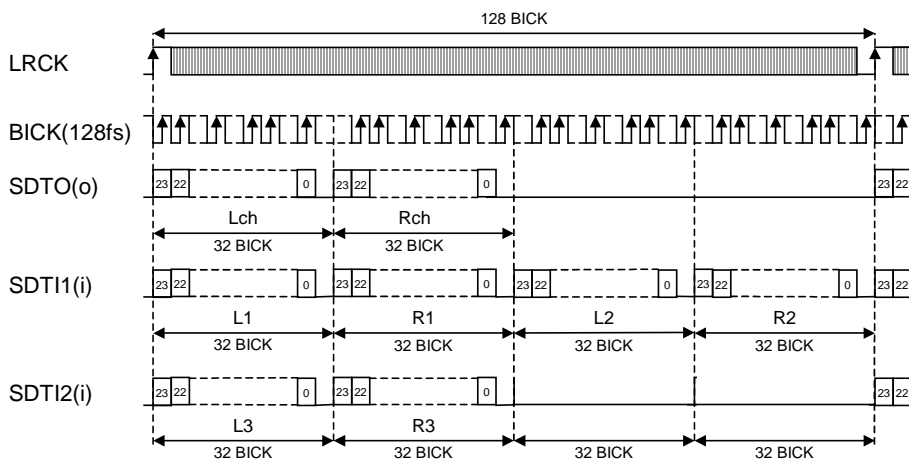 128 BICK
LRCK
BICK(128fs)
SDTO(o)
23 22 0 23 22 0 23 22
Lch Rch
32 BICK 32 BICK
SDTI1(i)
23 22 0 23 22 0 23 22 0 23 22 0 23 22
L1 R1 L2 R2
32 BICK 32 BICK 32 BICK 32 BICK
SDTI2(i)
23 22 0 23 22 0 23 22
L3 R3
32 BICK 32 BICK 32 BICK 32 BICK